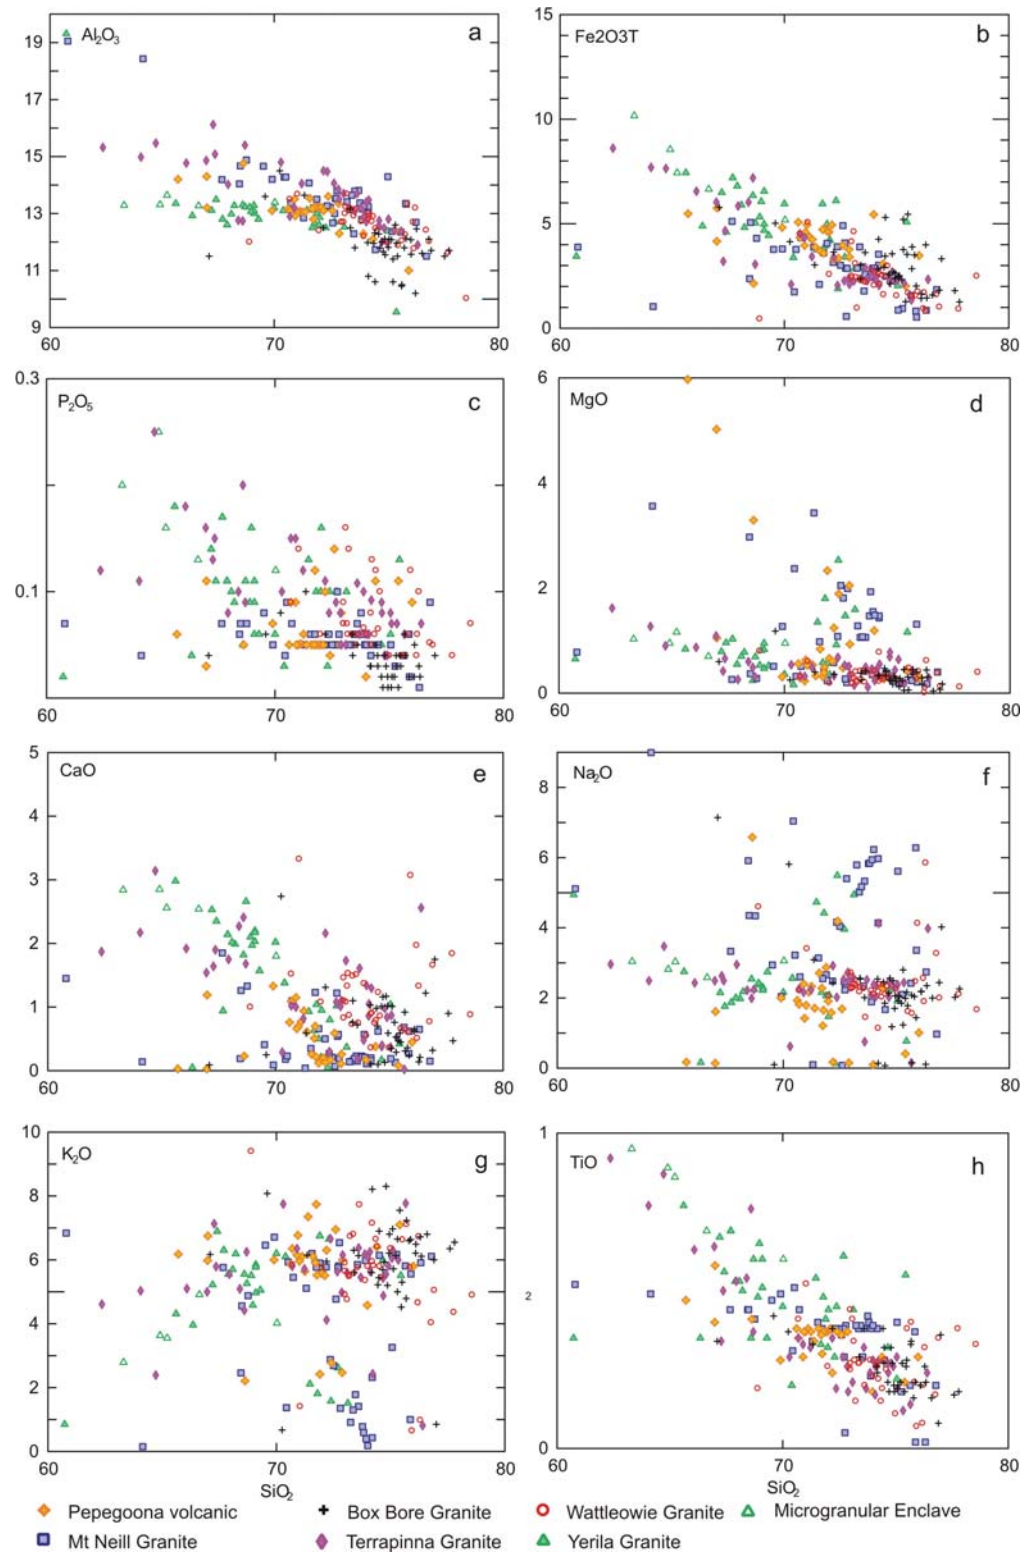 Al₂O₃ a
19
17
15
13
11
9
60 70 80
Fe2O3T b
15
10
5
0
60 70 80
P₂O₅ c
0.3
0.1
60 70 80
MgO d
6
4
2
0
60 70 80
CaO e
5
4
3
2
1
0
60 70 80
Na₂O f
8
6
4
2
0
60 70 80
K₂O g
10
8
6
4
2
0
60 70 80
SiO₂
TiO h
1
2
0
60 70 80
SiO₂
Pepegoona volcanic Box Bore Granite Wattleowie Granite Microgranular Enclave
Mt Neill Granite Terrapinna Granite Yerila Granite